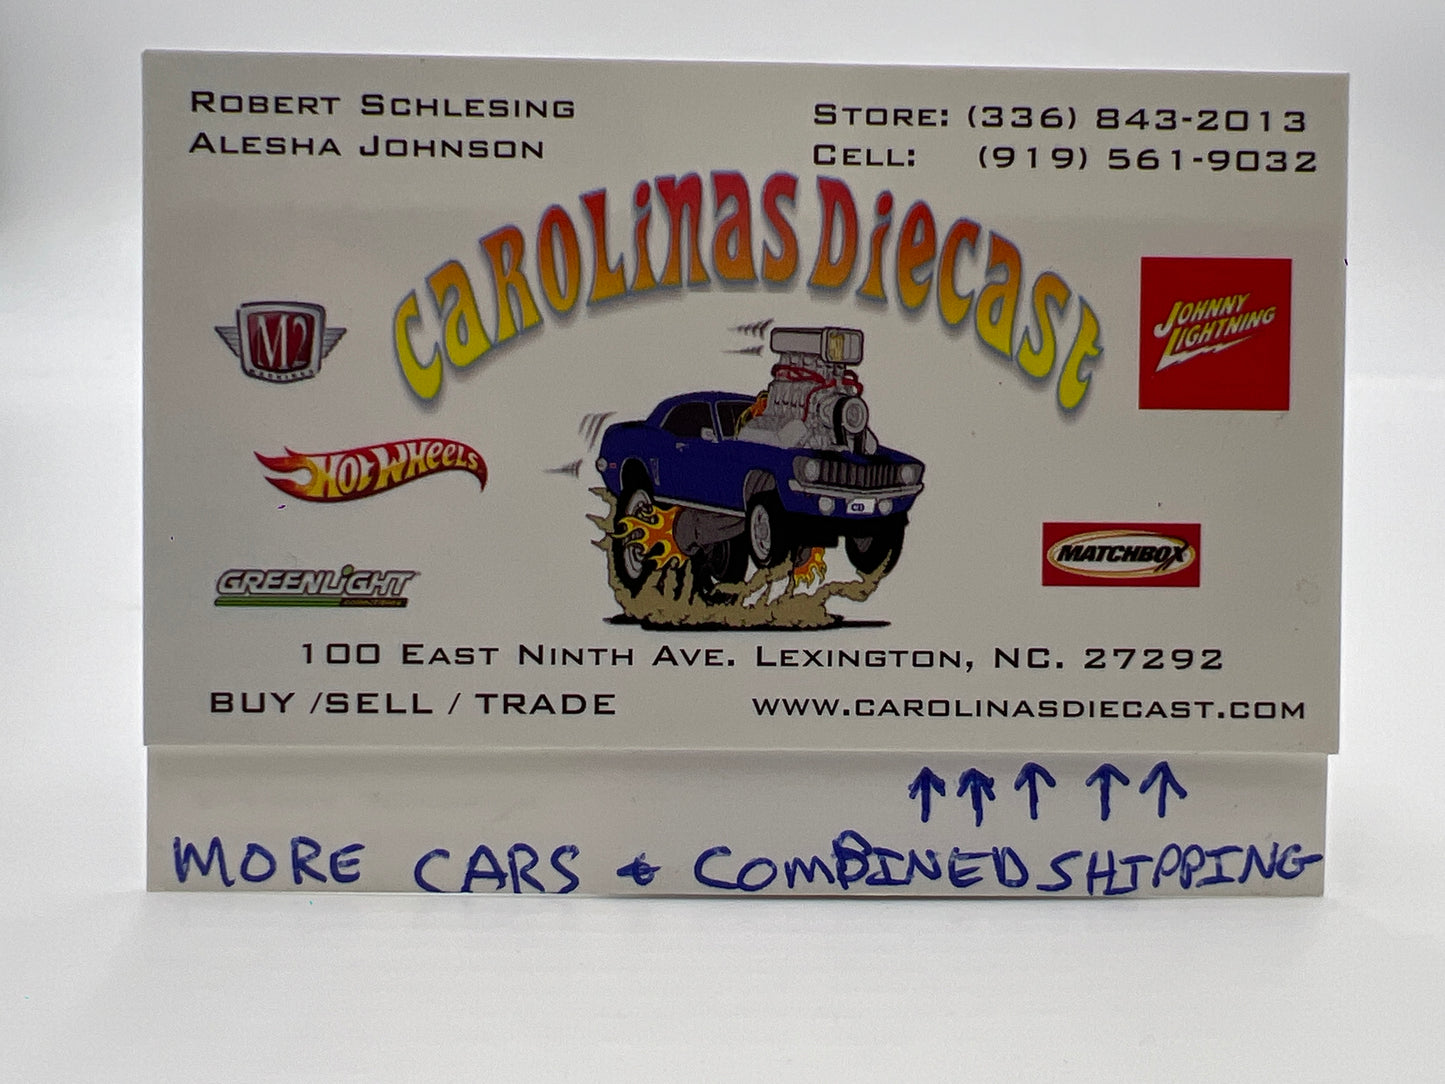 ROBERT SCHLESING
ALESHA JOHNSON
STORE: (336) 843-2013
CELL: (919) 561-9032
CAROLINAS DIECAST
M2
MACHINES
JOHNNY
LIGHTNING
HOT WHEELS
CD
MATCHBOX
GREENLIGHT
100 EAST NINTH AVE. LEXINGTON, NC. 27292
BUY /SELL / TRADE
WWW.CAROLINASDIECAST.COM
↑↑↑↑↑
MORE CARS & COMBINED SHIPPING